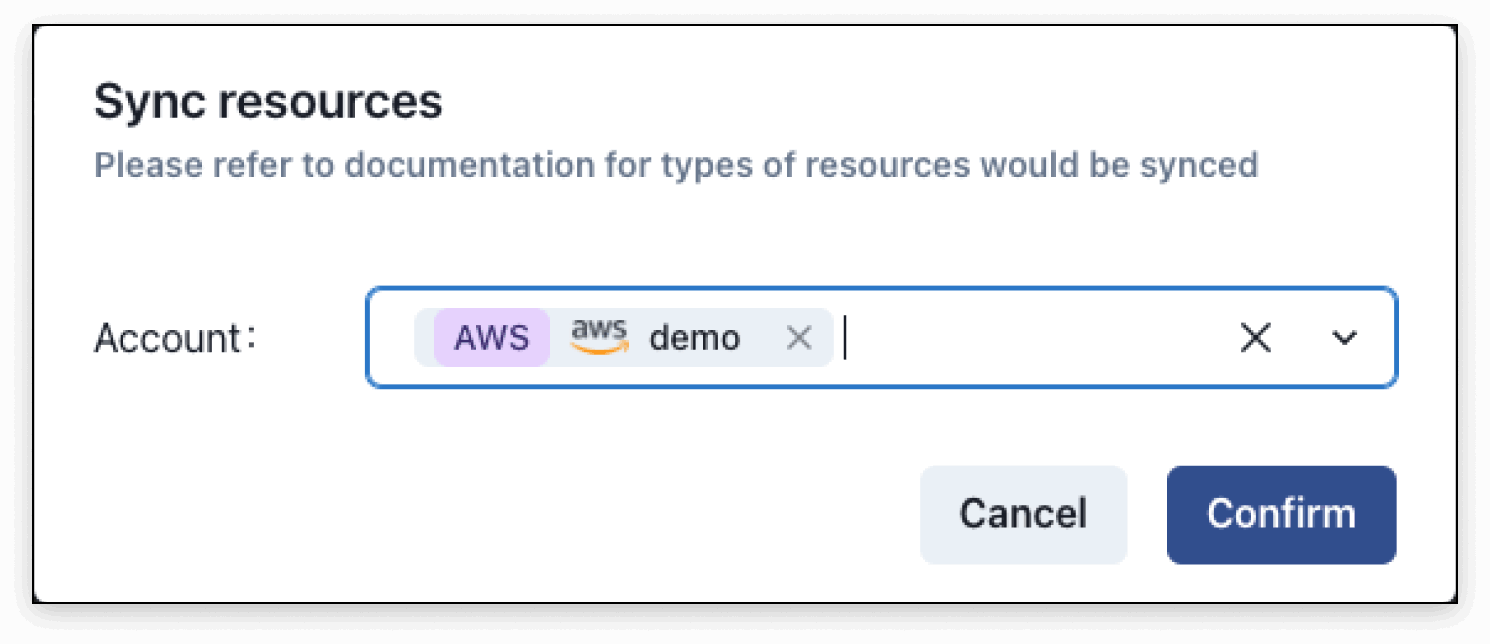 Sync resources
Please refer to documentation for types of resources would be synced
Account: AWS aws demo
Cancel Confirm